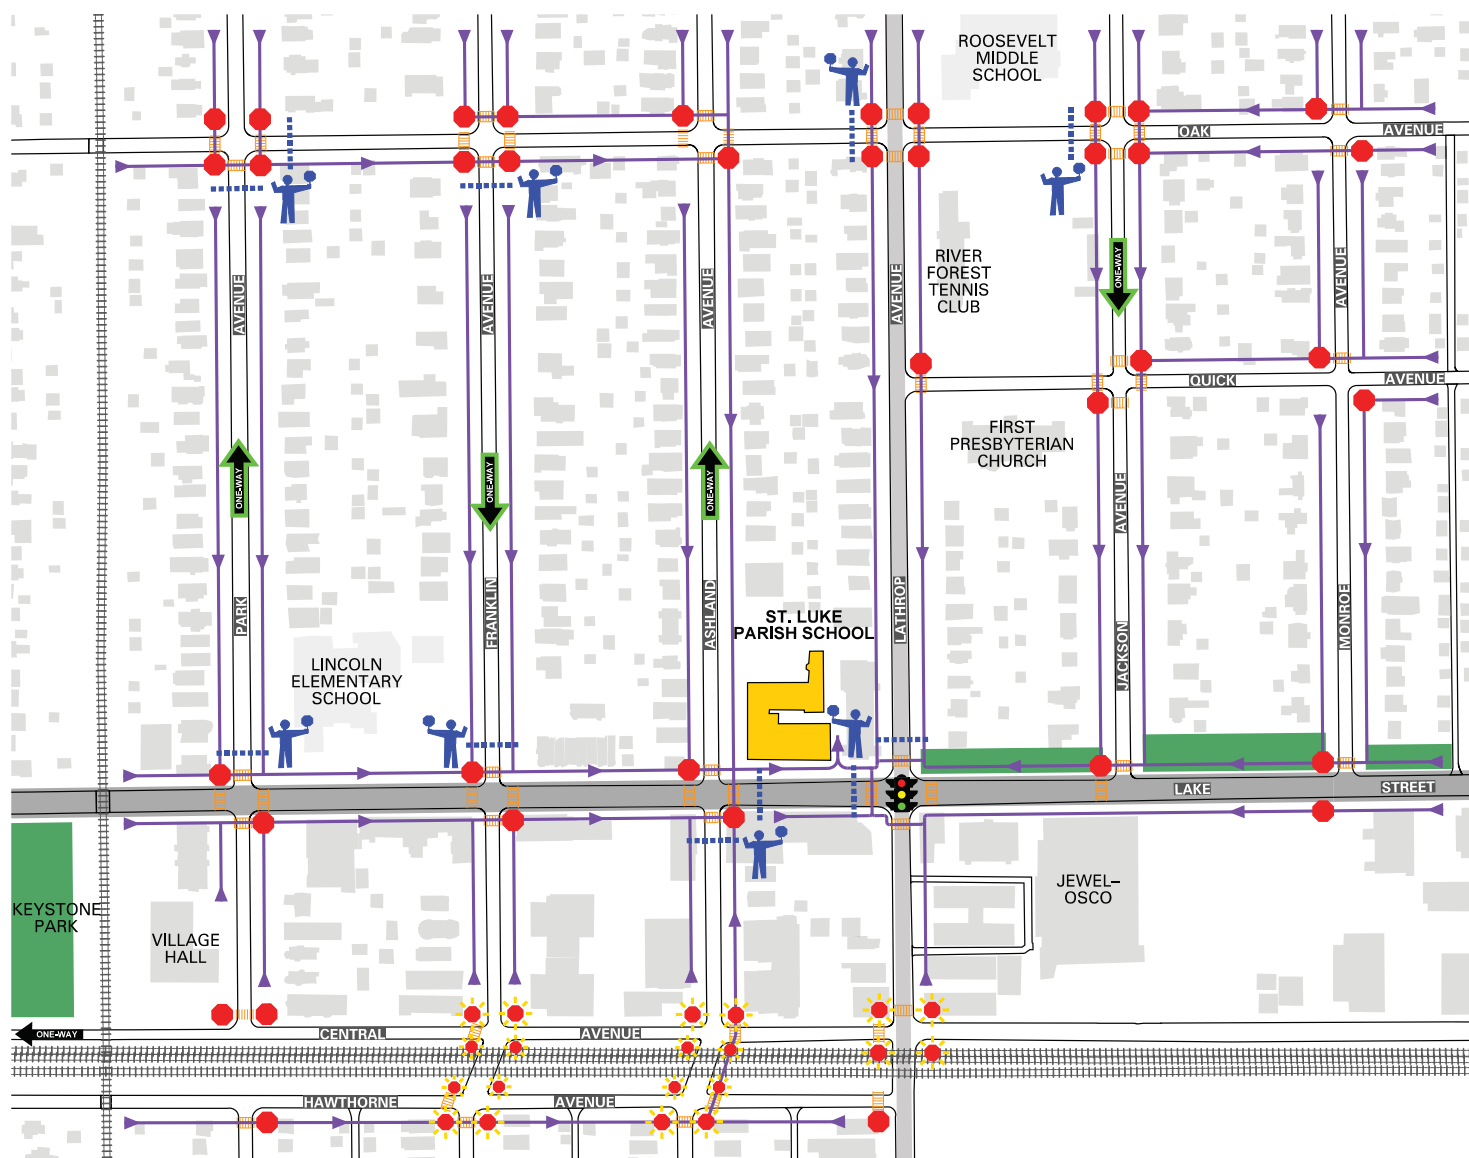 ROOSEVELT
MIDDLE
SCHOOL
OAK
AVENUE
RIVER
FOREST
TENNIS
CLUB
ONE-WAY
AVENUE
AVENUE
AVENUE
AVENUE
AVENUE
QUICK
AVENUE
FIRST
PRESBYTERIAN
CHURCH
ONE-WAY
ONE-WAY
ONE-WAY
AVENUE
PARK
FRANKLIN
ASHLAND
LATHROP
JACKSON
MONROE
ST. LUKE
PARISH SCHOOL
LINCOLN
ELEMENTARY
SCHOOL
LAKE
STREET
KEYSTONE
PARK
VILLAGE
HALL
JEWEL–
OSCO
ONE-WAY
CENTRAL
AVENUE
HAWTHORNE
AVENUE